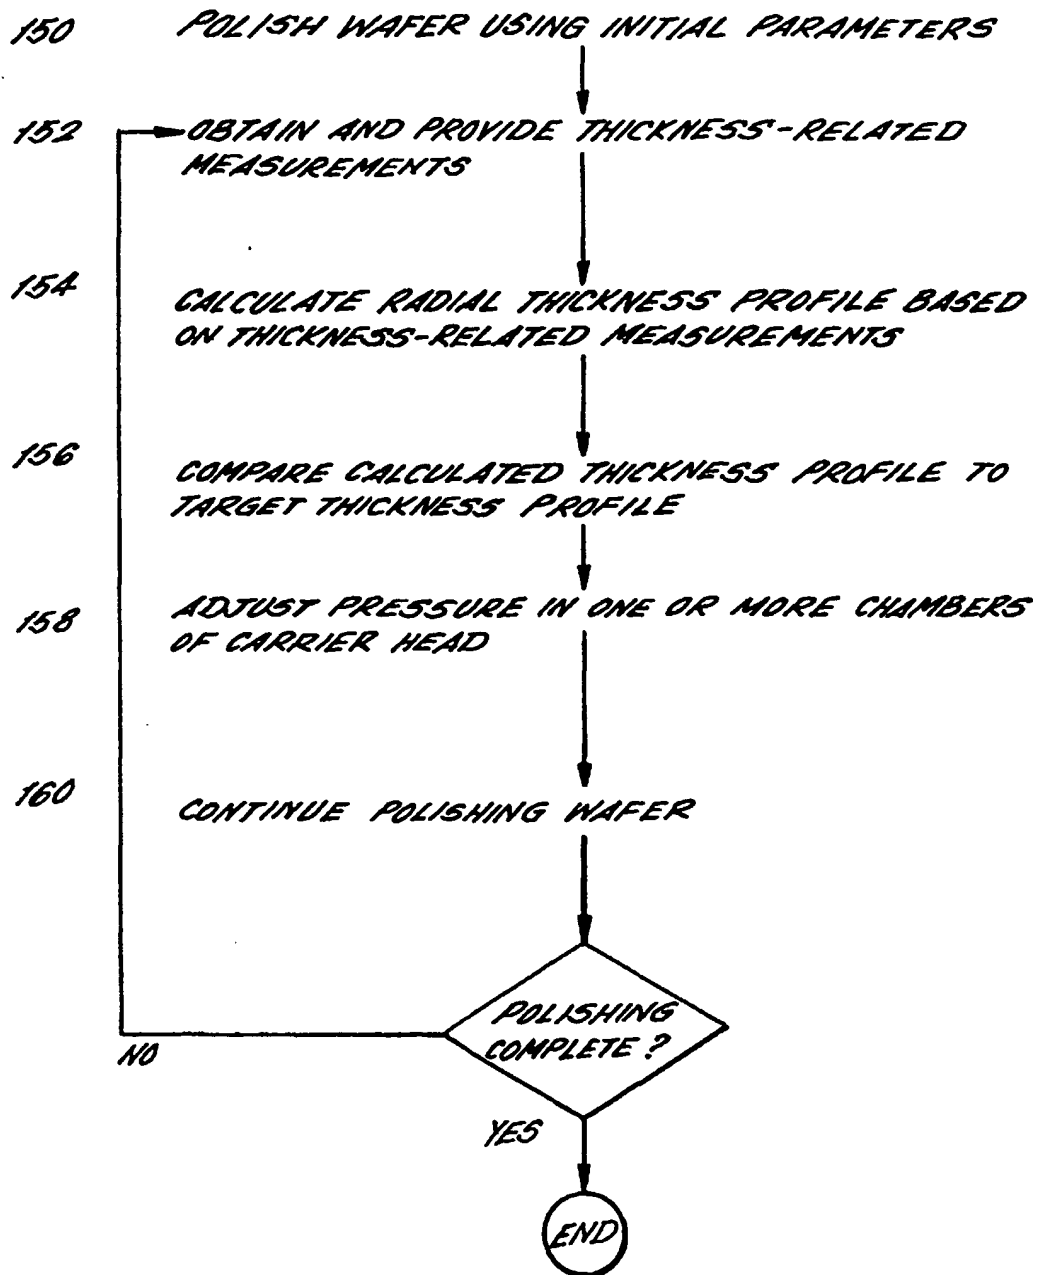 150 POLISH WAFER USING INITIAL PARAMETERS
152 OBTAIN AND PROVIDE THICKNESS-RELATED
MEASUREMENTS
154 CALCULATE RADIAL THICKNESS PROFILE BASED
ON THICKNESS-RELATED MEASUREMENTS
156 COMPARE CALCULATED THICKNESS PROFILE TO
TARGET THICKNESS PROFILE
158 ADJUST PRESSURE IN ONE OR MORE CHAMBERS
OF CARRIER HEAD
160 CONTINUE POLISHING WAFER
POLISHING
COMPLETE?
NO
YES
END